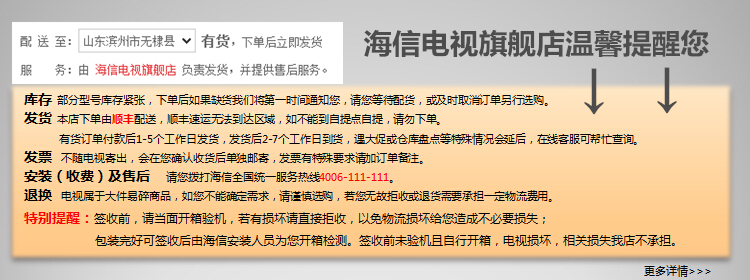 配 送 至： 山东滨州市无棣县 有货，下单后立即发货
海信电视旗舰店温馨提醒您
服 务：由 海信电视旗舰店 负责发货，并提供售后服务。
库存 部分型号库存紧张，下单后如果缺货我们将第一时间通知您，请您等待配货，或及时取消订单另行选购。
发货 本店下单由顺丰配送，顺丰速运无法到达区域，如不能到自提点自提，请勿下单。
有货订单付款后1-5个工作日发货，发货后2-7个工作日到货，遇大促或仓库盘点等特殊情况会延后，在线客服可帮忙查询。
发票 不随电视寄出，会在您确认收货后单独邮寄，发票有特殊要求请加订单备注。
安装（收费）及售后 请您拨打海信全国统一服务热线4006-111-111。
退换 电视属于大件易碎商品，如您不能确定需求，请谨慎选购，若您无故拒收或退货需要承担一定物流费用。
特别提醒：签收前，请当面开箱验机，若有损坏请直接拒收，以免物流损坏给您造成不必要损失；
包装完好可签收后由海信安装人员为您开箱检测。签收前未验机且自行开箱，电视损坏，相关损失我店不承担。
更多详情>>>